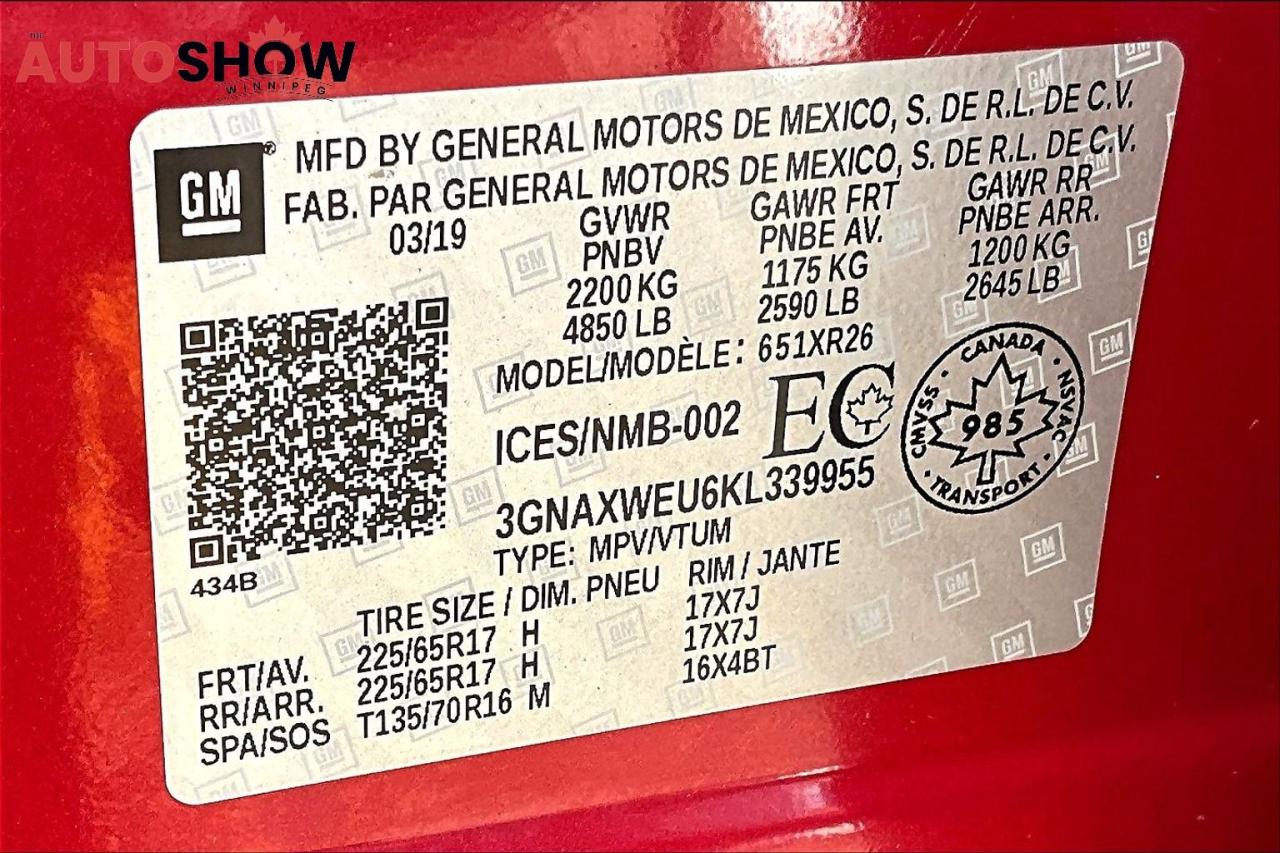 THE
AUTOSHOW
WINNIPEG
GM
MFD BY GENERAL MOTORS DE MEXICO, S. DE R.L. DE C.V.
FAB. PAR GENERAL MOTORS DE MEXICO, S. DE R.L. DE C.V.
03/19 GVWR GAWR FRT GAWR RR
PNBV PNBE AV. PNBE ARR.
2200 KG 1175 KG 1200 KG
4850 LB 2590 LB 2645 LB
MODEL/MODÈLE: 651XR26
ICES/NMB-002 EC
CANADA
CMVSS 985 NSVAC
TRANSPORT
3GNAXWEU6KL339955
TYPE: MPV/VTUM
434B
TIRE SIZE / DIM. PNEU RIM / JANTE
FRT/AV. 225/65R17 H 17X7J
RR/ARR. 225/65R17 H 17X7J
SPA/SOS T135/70R16 M 16X4BT